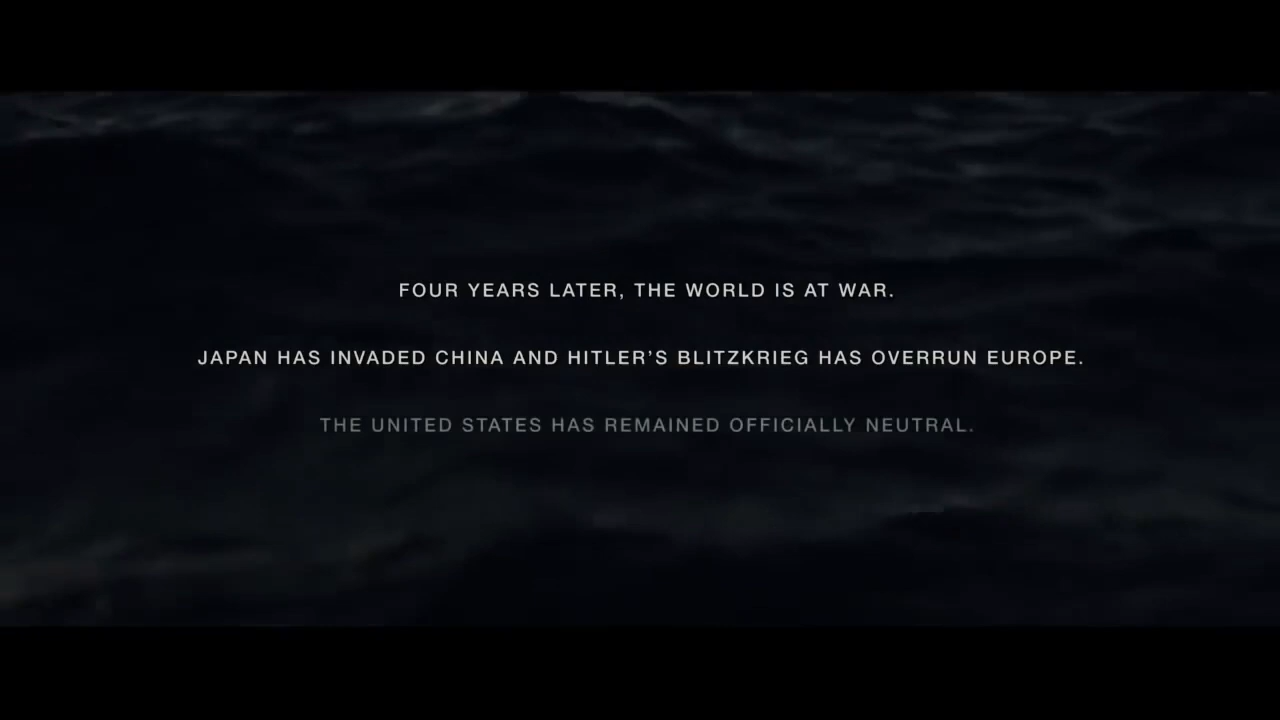 FOUR YEARS LATER, THE WORLD IS AT WAR.
JAPAN HAS INVADED CHINA AND HITLER’S BLITZKRIEG HAS OVERRUN EUROPE.
THE UNITED STATES HAS REMAINED OFFICIALLY NEUTRAL.